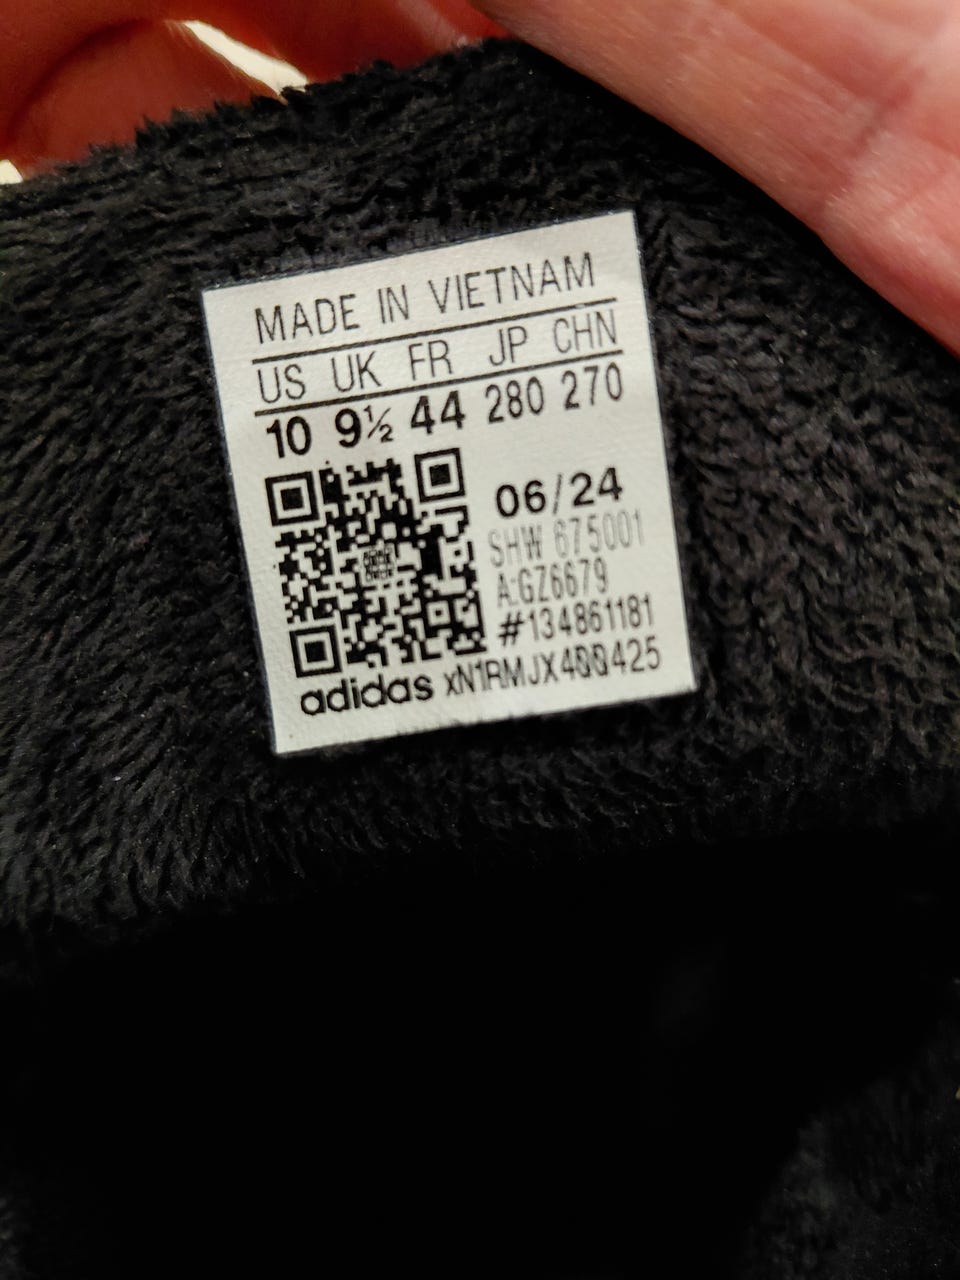 MADE IN VIETNAM
US UK FR JP CHN
10 9½ 44 280 270
06/24
SHW 675001
A:GZ6679
#134861181
adidas